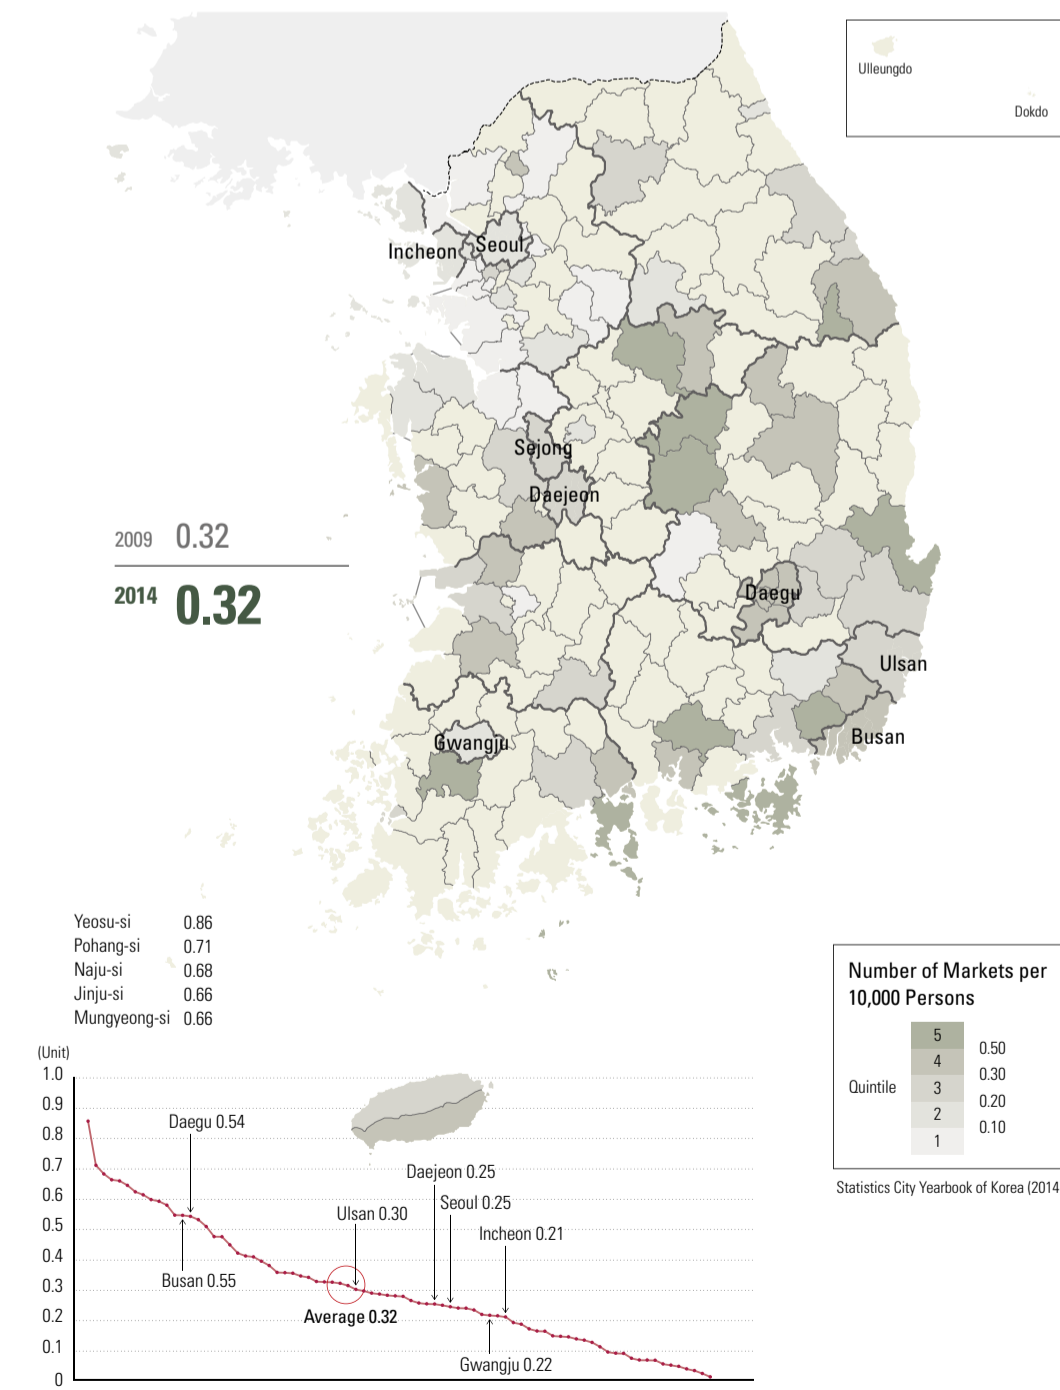 Ulleungdo
Dokdo
Incheon
Seoul
Sejong
Daejeon
2009 0.32
2014 0.32
Daegu
Ulsan
Gwangju
Busan
Yeosu-si 0.86
Pohang-si 0.71
Naju-si 0.68
Jinju-si 0.66
Mungyeong-si 0.66
Number of Markets per
10,000 Persons
Quintile
5
4
3
2
1
0.50
0.30
0.20
0.10
Statistics City Yearbook of Korea (2014
(Unit)
1.0
0.9
0.8
0.7
0.6
0.5
0.4
0.3
0.2
0.1
0
Daegu 0.54
Busan 0.55
Ulsan 0.30
Average 0.32
Daejeon 0.25
Seoul 0.25
Incheon 0.21
Gwangju 0.22